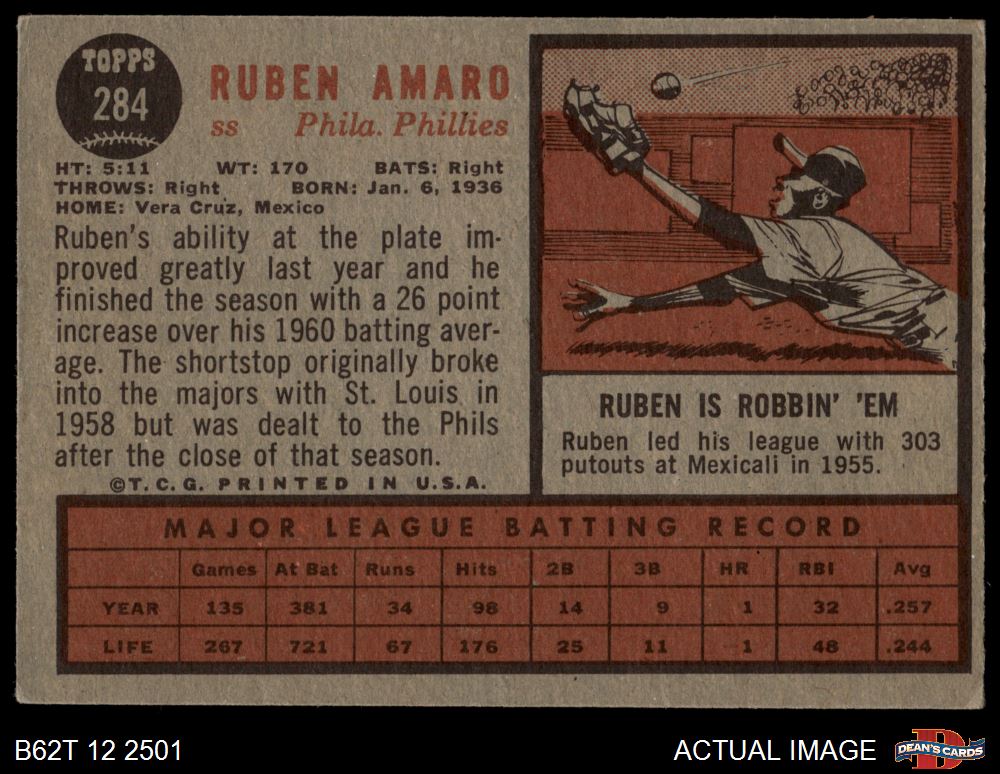 TOPPS
284
RUBEN AMARO
SS Phila. Phillies
HT: 5:11 WT: 170 BATS: Right
THROWS: Right BORN: Jan. 6, 1936
HOME: Vera Cruz, Mexico
Ruben's ability at the plate im-
proved greatly last year and he
finished the season with a 26 point
increase over his 1960 batting aver-
age. The shortstop originally broke
into the majors with St. Louis in
1958 but was dealt to the Phils
after the close of that season.
©T.C.G. PRINTED IN U.S.A.
RUBEN IS ROBBIN' 'EM
Ruben led his league with 303
putouts at Mexicali in 1955.
MAJOR LEAGUE BATTING RECORD
Games At Bat Runs Hits 2B 3B HR RBI Avg
YEAR 135 381 34 98 14 9 1 32 .257
LIFE 267 721 67 176 25 11 1 48 .244
B62T 12 2501
ACTUAL IMAGE
D
DEAN'S CARDS